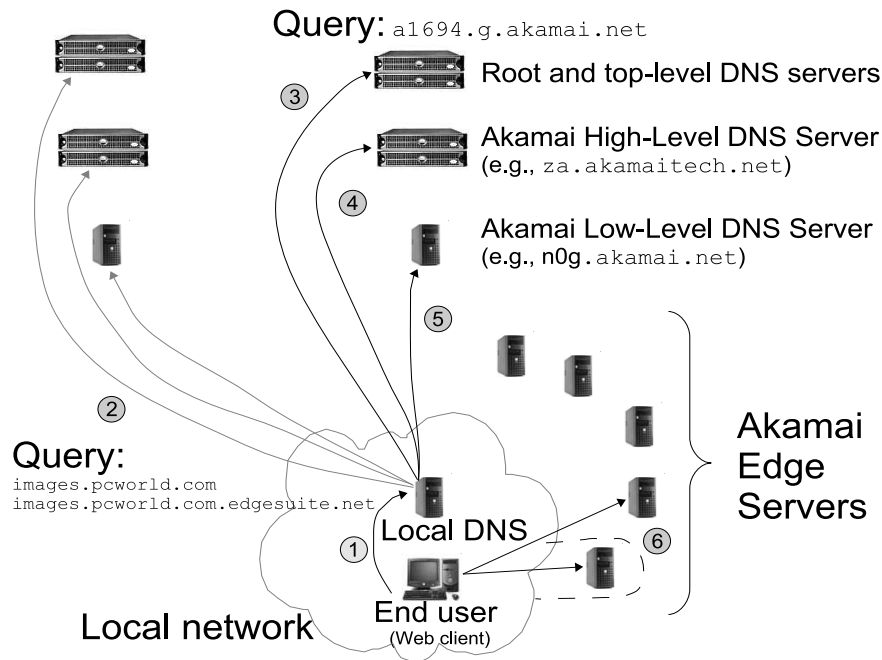 Query: a1694.g.akamai.net
3
Root and top-level DNS servers
Akamai High-Level DNS Server
(e.g., za.akamaitech.net)
4
Akamai Low-Level DNS Server
(e.g., n0g.akamai.net)
5
2
Query:
images.pcworld.com
images.pcworld.com.edgesuite.net
Akamai
Edge
Servers
Local DNS
1
6
End user
(Web client)
Local network